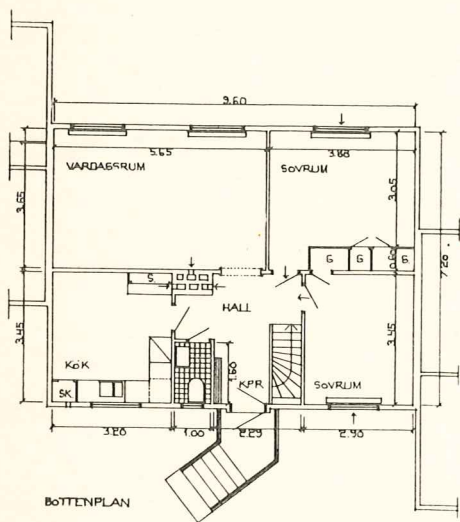 9.60
5.65
3.88
VARDAGSRUM
SOVRUM
3.65
3.05
7.20
G
G
G
0.60
S
HALL
3.45
3.45
KÖK
1.60
KPR
SOVRUM
SK
3.20
1.00
2.29
2.90
BOTTENPLAN